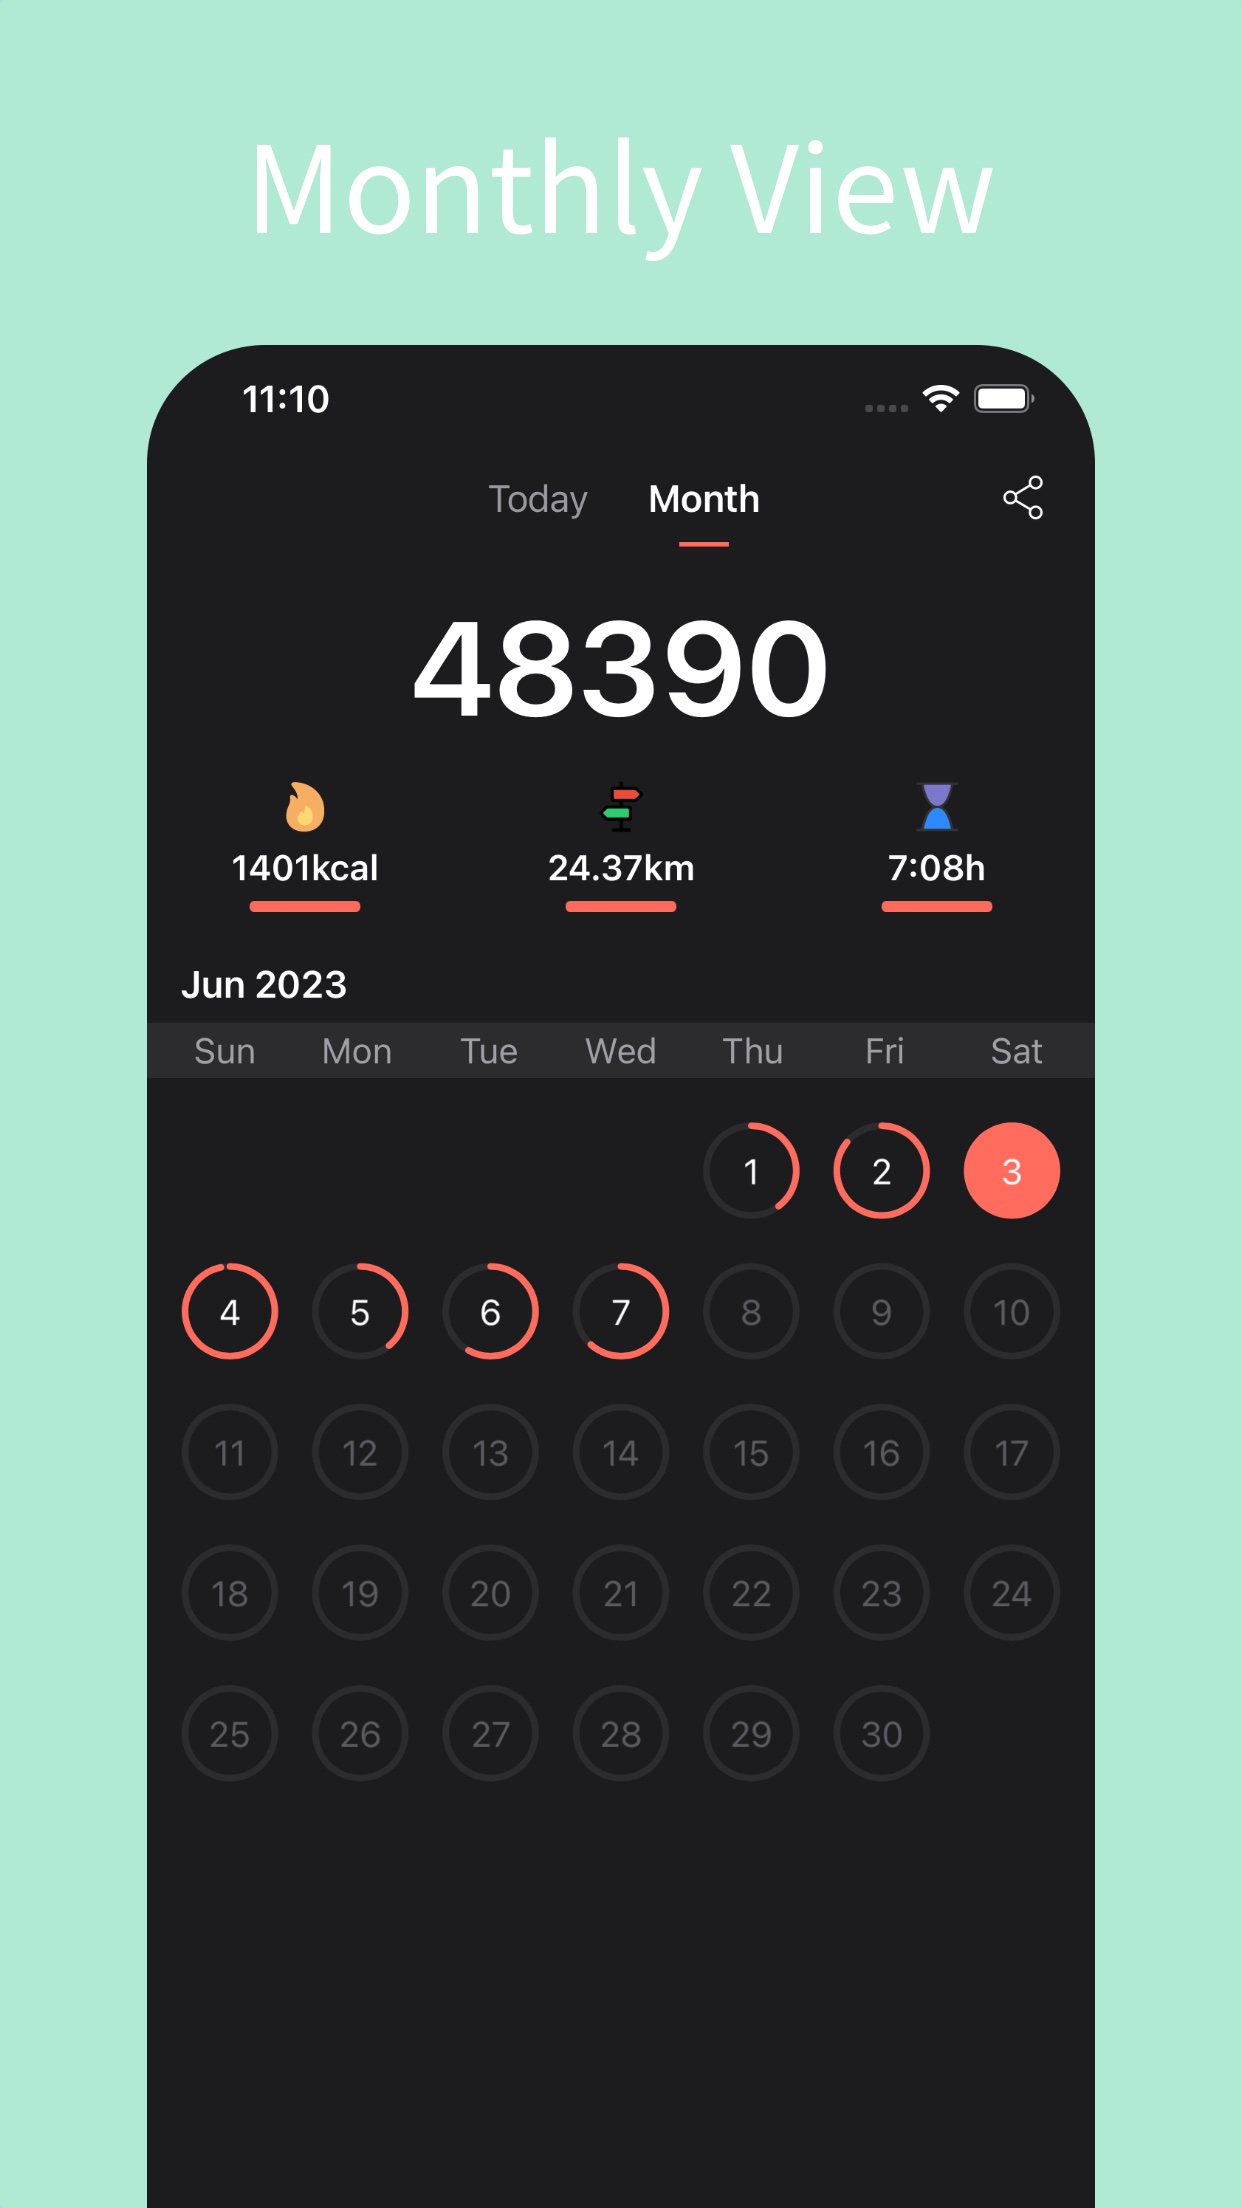 Monthly View
11:10
Today Month
48390
1401kcal 24.37km 7:08h
Jun 2023
Sun Mon Tue Wed Thu Fri Sat
1 2 3
4 5 6 7 8 9 10
11 12 13 14 15 16 17
18 19 20 21 22 23 24
25 26 27 28 29 30